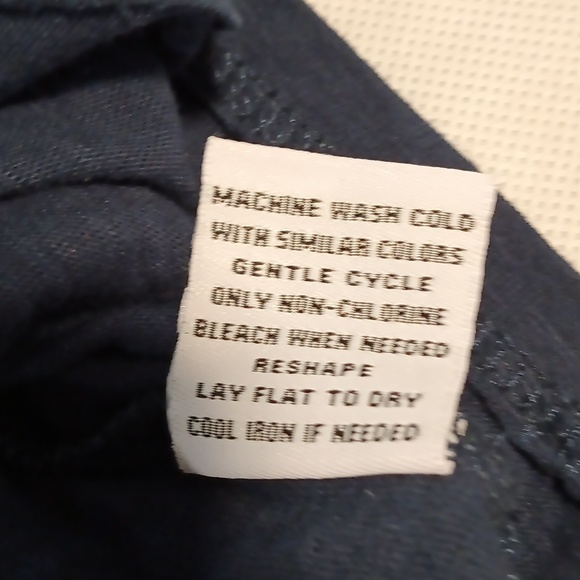 MACHINE WASH COLD
WITH SIMILAR COLORS
GENTLE CYCLE
ONLY NON-CHLORINE
BLEACH WHEN NEEDED
RESHAPE
LAY FLAT TO DRY
COOL IRON IF NEEDED